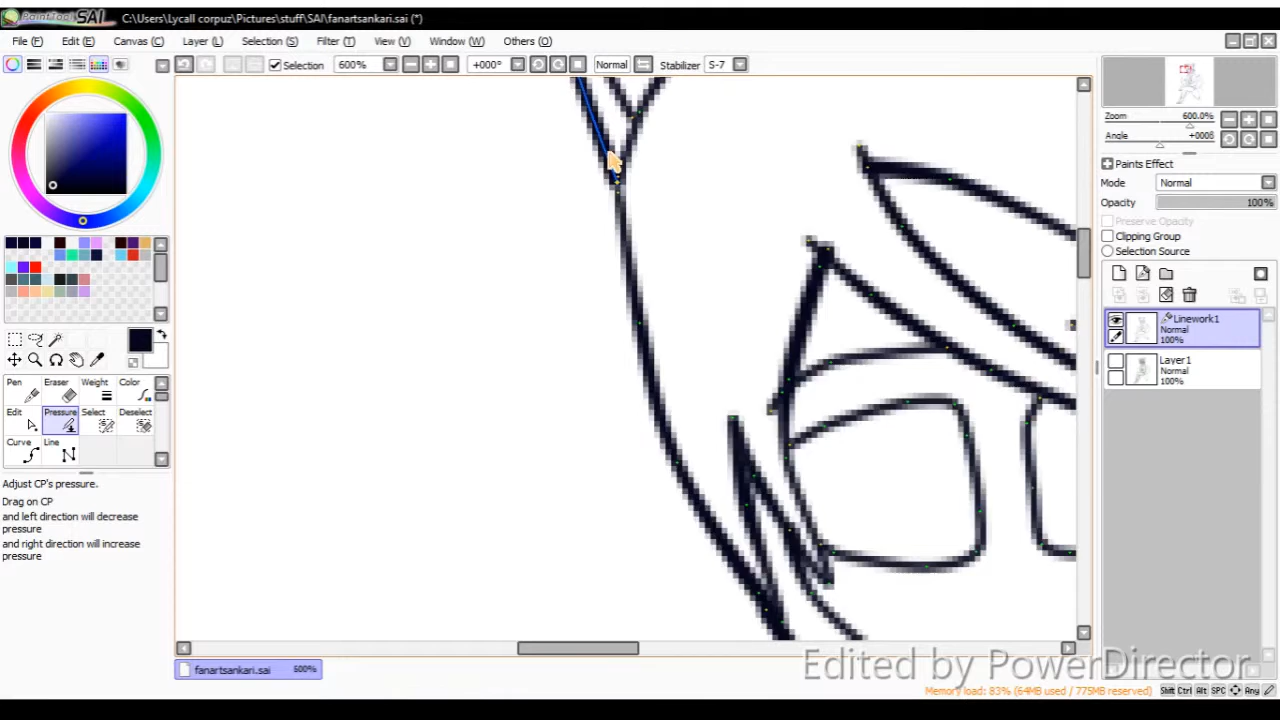 PaintTool SAI C:\Users\Lycall corpuz\Pictures\stuff\SAI\fanartsankari.sai (*)
File (F) Edit (E) Canvas (C) Layer (L) Selection (S) Filter (T) View (V) Window (W) Others (O)
Selection 600% +000° Normal Stabilizer S-7
Zoom 600.0%
Angle +0006
Paints Effect
Mode Normal
Opacity 100%
Preserve Opacity
Clipping Group
Selection Source
Linework1
Normal
100%
Layer1
Normal
100%
Pen Eraser Weight Color
Edit Pressure Select Deselect
Curve Line
Adjust CP's pressure.
Drag on CP
and left direction will decrease
pressure
and right direction will increase
pressure
fanartsankari.sai 600%
Edited by PowerDirector
Memory load: 83% (64MB used / 775MB reserved) Shift Ctrl Alt SPC Any